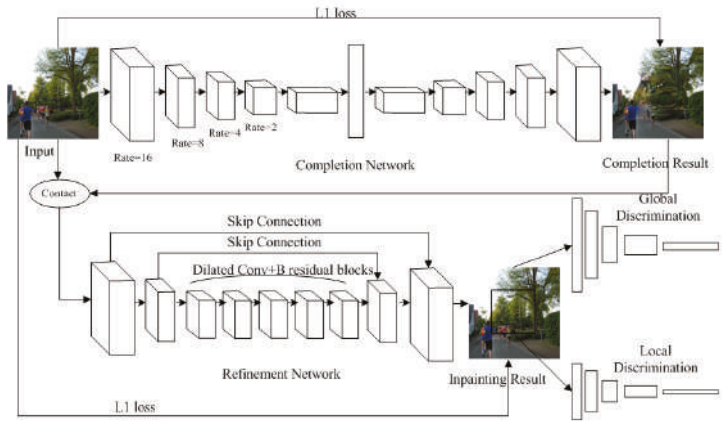 L1 loss
Input
Rate=16
Rate=8
Rate=4
Rate=2
Completion Network
Completion Result
Contact
Global
Discrimination
Skip Connection
Skip Connection
Dilated Conv+B residual blocks
Refinement Network
Inpainting Result
Local
Discrimination
L1 loss